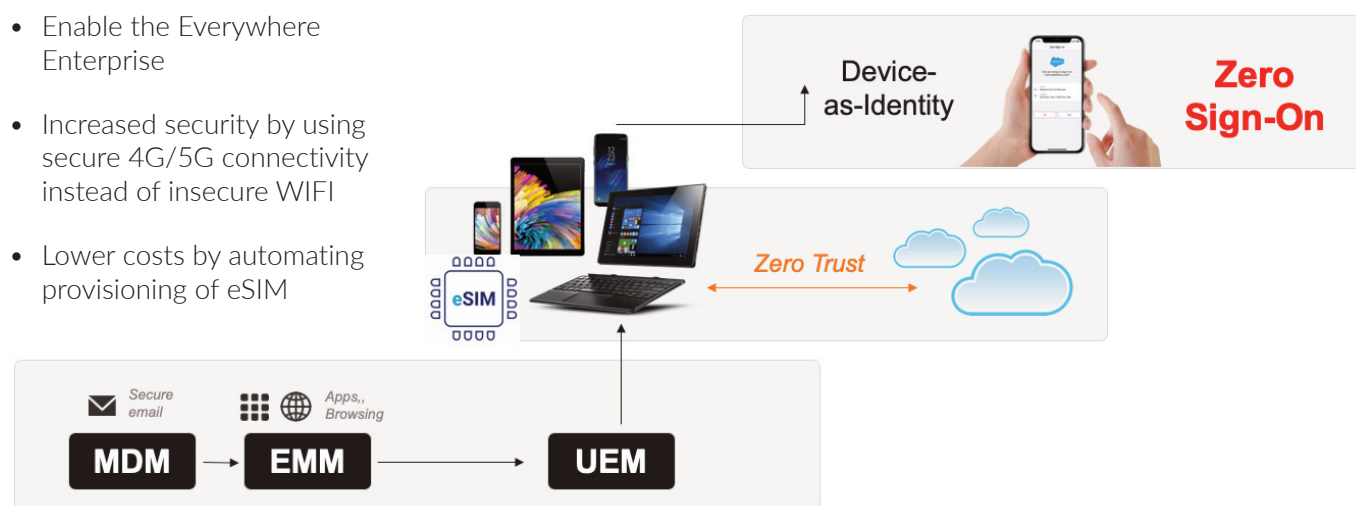 • Enable the Everywhere
Enterprise
• Increased security by using
secure 4G/5G connectivity
instead of insecure WIFI
• Lower costs by automating
provisioning of eSIM
Device-
as-Identity
Zero
Sign-On
eSIM
Zero Trust
Secure
email
Apps,,
Browsing
MDM
EMM
UEM